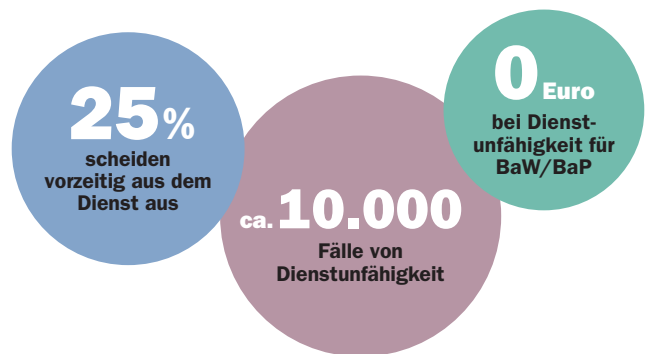 25%
scheiden
vorzeitig aus dem
Dienst aus
ca. 10.000
Fälle von
Dienstunfähigkeit
0 Euro
bei Dienst-
unfähigkeit für
BaW/BaP